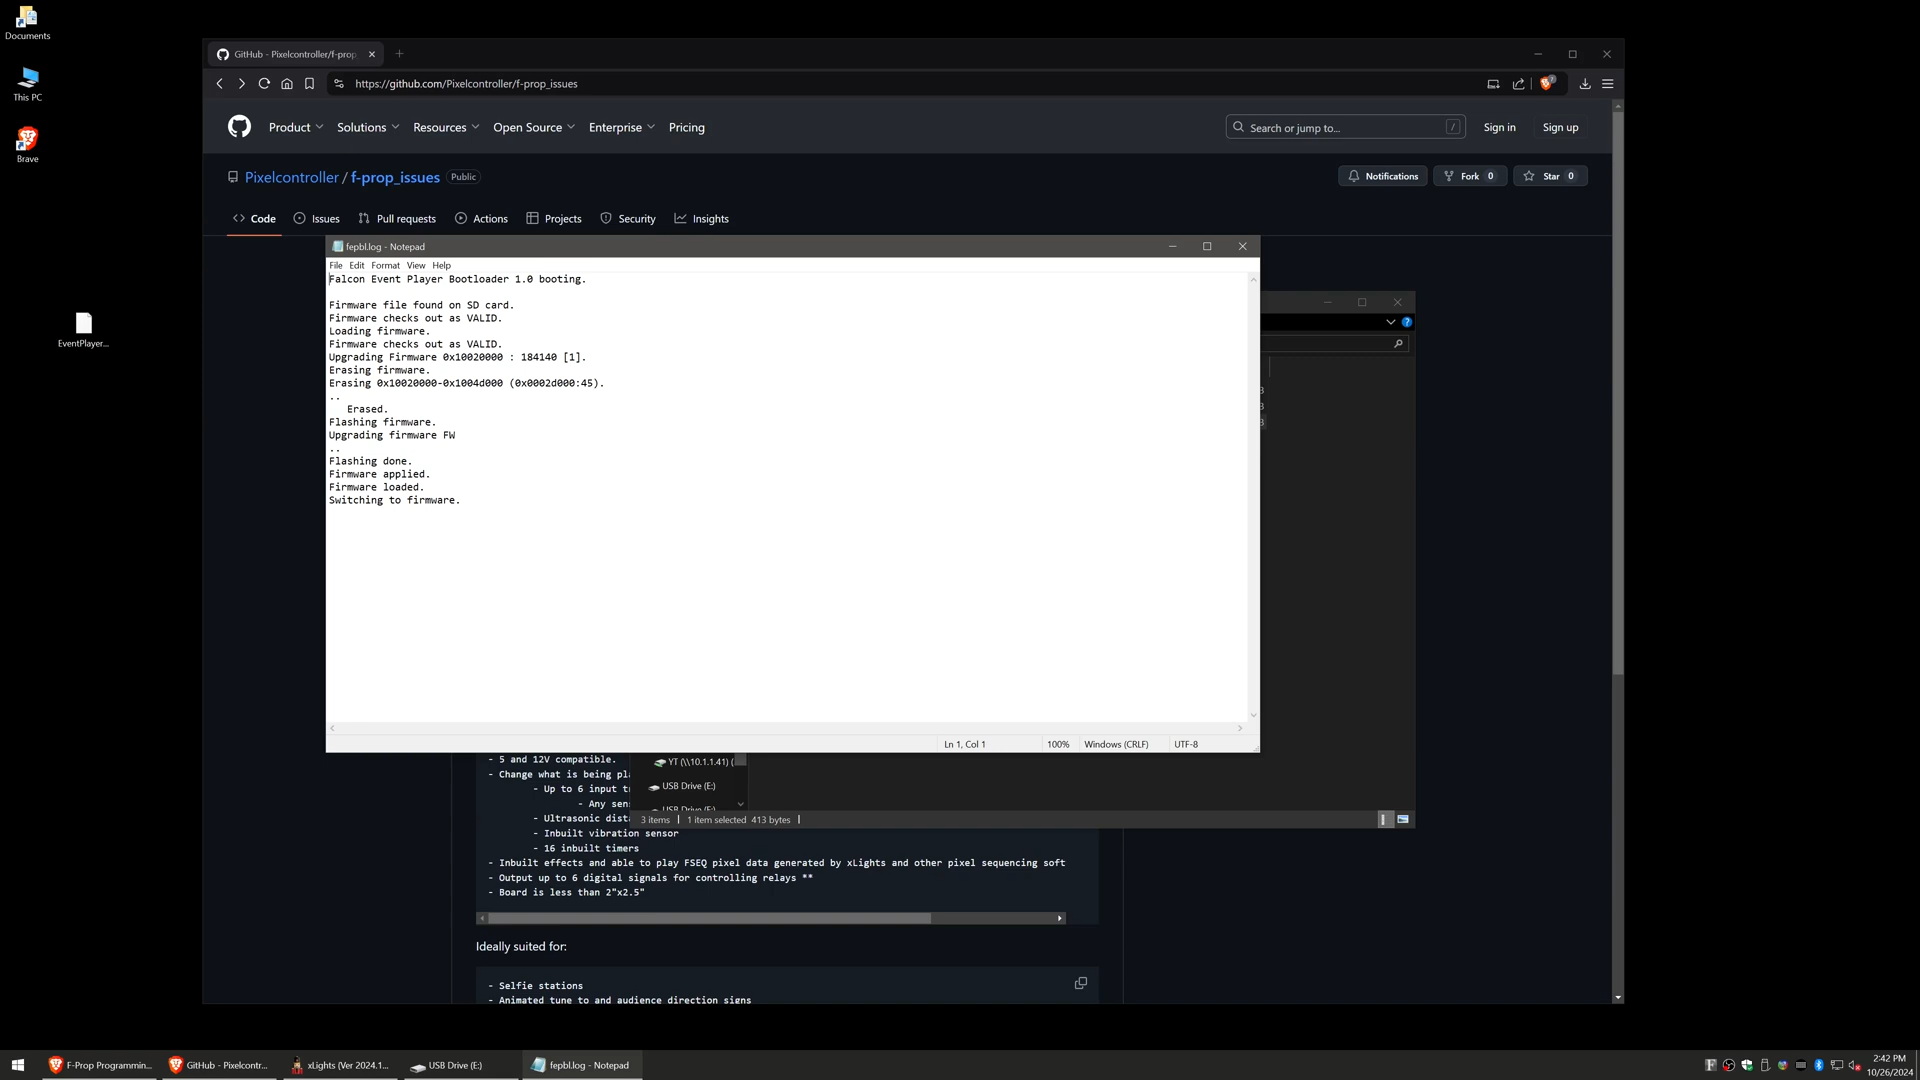 Documents
This PC
Brave
EventPlayer...
GitHub - Pixelcontroller/f-prop
https://github.com/Pixelcontroller/f-prop_issues
7
Product
Solutions
Resources
Open Source
Enterprise
Pricing
Search or jump to...
/
Sign in
Sign up
Pixelcontroller / f-prop_issues
Public
Notifications
Fork 0
Star 0
Code
Issues
Pull requests
Actions
Projects
Security
Insights
fepbl.log - Notepad
File Edit Format View Help
Falcon Event Player Bootloader 1.0 booting.
Firmware file found on SD card.
Firmware checks out as VALID.
Loading firmware.
Firmware checks out as VALID.
Upgrading Firmware 0x10020000 : 184140 [1].
Erasing firmware.
Erasing 0x10020000-0x1004d000 (0x0002d000:45).
..
Erased.
Flashing firmware.
Upgrading firmware FW
..
Flashing done.
Firmware applied.
Firmware loaded.
Switching to firmware.
Ln 1, Col 1
100%
Windows (CRLF)
UTF-8
- 5 and 12V compatible.
- Change what is being pl
- Up to 6 input t
- Any sens
- Ultrasonic dist
- Inbuilt vibration sensor
- 16 inbuilt timers
- Inbuilt effects and able to play FSEQ pixel data generated by xLights and other pixel sequencing soft
- Output up to 6 digital signals for controlling relays **
- Board is less than 2"x2.5"
YT (\\10.1.1.41) (
USB Drive (E:)
USB Drive (E:)
3 items
1 item selected 413 bytes
Ideally suited for:
- Selfie stations
- Animated tune to and audience direction signs
F-Prop Programmin...
GitHub - Pixelcontr...
xLights (Ver 2024.1...
USB Drive (E:)
fepbl.log - Notepad
2:42 PM
10/26/2024